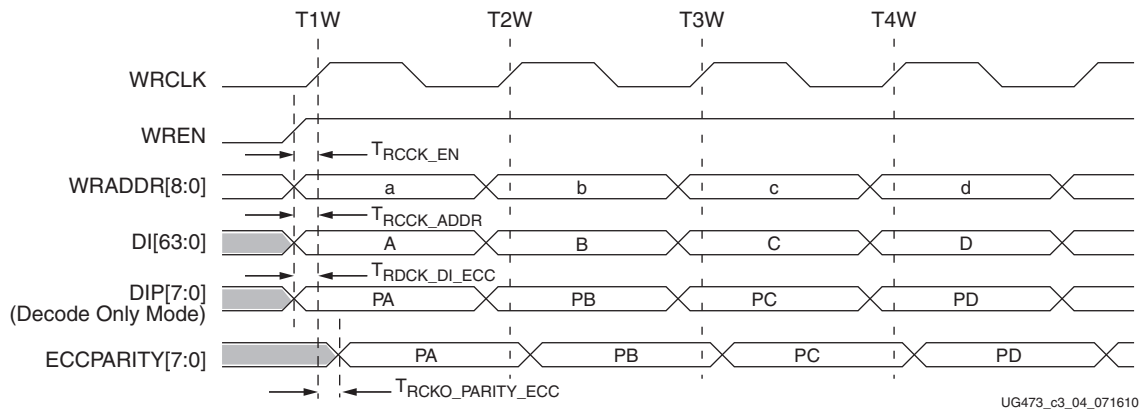 T1W T2W T3W T4W
WRCLK
WREN
TRCCK_EN
WRADDR[8:0] a b c d
TRCCK_ADDR
DI[63:0] A B C D
TRDCK_DI_ECC
DIP[7:0] PA PB PC PD
(Decode Only Mode)
ECCPARITY[7:0] PA PB PC PD
TRCKO_PARITY_ECC
UG473_c3_04_071610